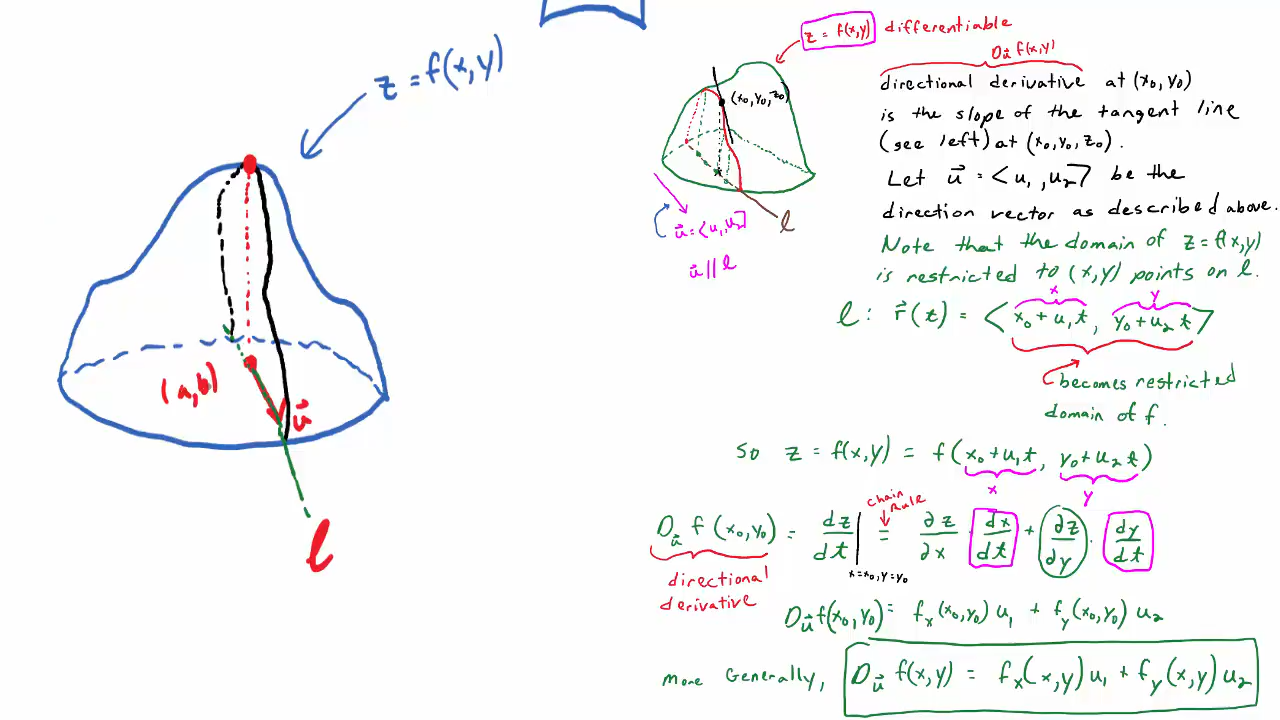 z = f(x,y)
(a,b)
u⃗
l
z = f(x,y) differentiable
D_u⃗ f(x,y)
directional derivative at (x₀,y₀)
is the slope of the tangent line
(see left) at (x₀,y₀,z₀).
Let u⃗ = <u₁,u₂> be the
direction vector as described above.
Note that the domain of z=f(x,y)
is restricted to (x,y) points on l.
(x₀,y₀,z₀)
l
u⃗=<u₁,u₂>
u⃗ || l
x y
l: r⃗(t) = <x₀+u₁t, y₀+u₂t>
becomes restricted
domain of f.
so z = f(x,y) = f(x₀+u₁t, y₀+u₂t)
x y
chain
Rule
D_u⃗ f(x₀,y₀) = dz/dt | x=x₀,y=y₀ = ∂z/∂x · dx/dt + ∂z/∂y · dy/dt
directional
derivative
D_u⃗ f(x₀,y₀) = fₓ(x₀,y₀) u₁ + f_y(x₀,y₀) u₂
more Generally, D_u⃗ f(x,y) = fₓ(x,y) u₁ + f_y(x,y) u₂